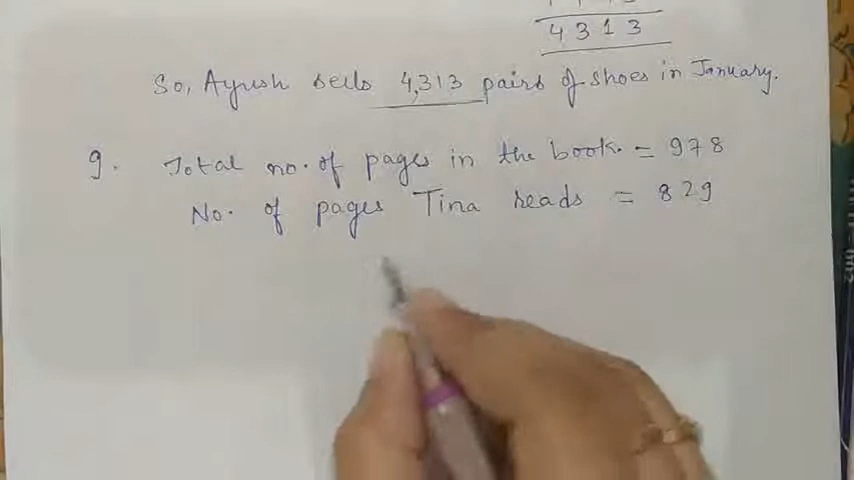 4313
So, Ayush sells 4,313 pairs of shoes in January.
9. Total no. of pages in the book. = 978
No. of pages Tina reads = 829